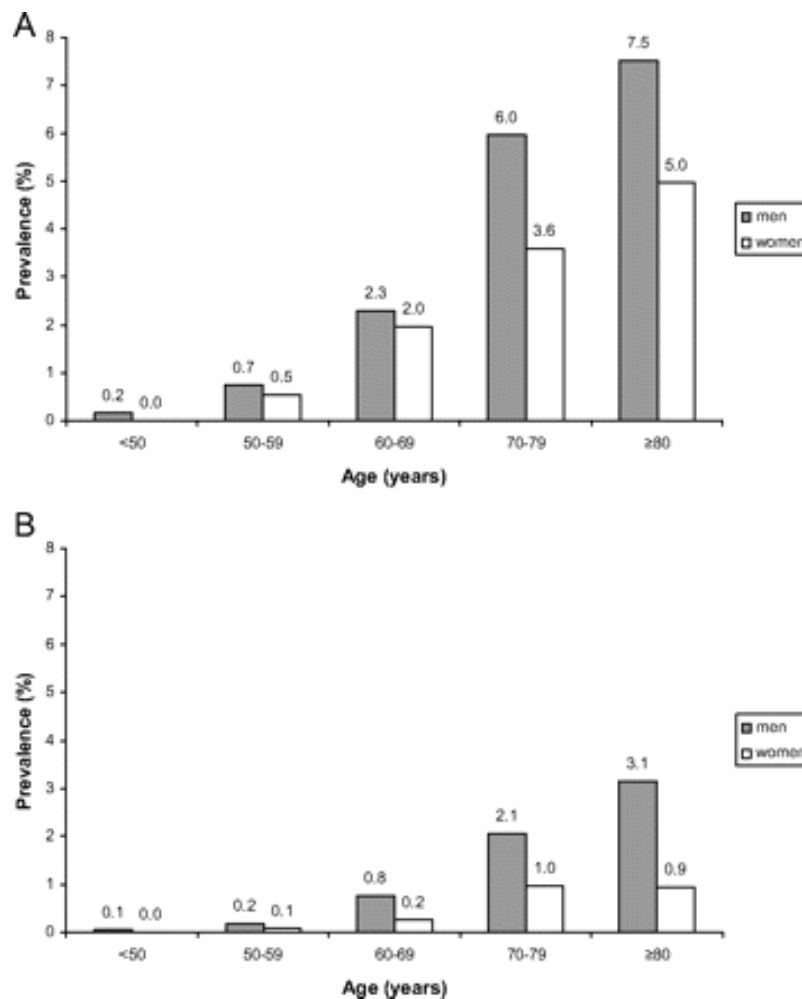 A
8
7
6
5
4
3
2
1
0
Prevalence (%)
0.2 0.0
0.7 0.5
2.3 2.0
6.0 3.6
7.5 5.0
<50 50-59 60-69 70-79 ≥80
Age (years)
men
women
B
8
7
6
5
4
3
2
1
0
Prevalence (%)
0.1 0.0
0.2 0.1
0.8 0.2
2.1 1.0
3.1 0.9
<50 50-59 60-69 70-79 ≥80
Age (years)
men
women